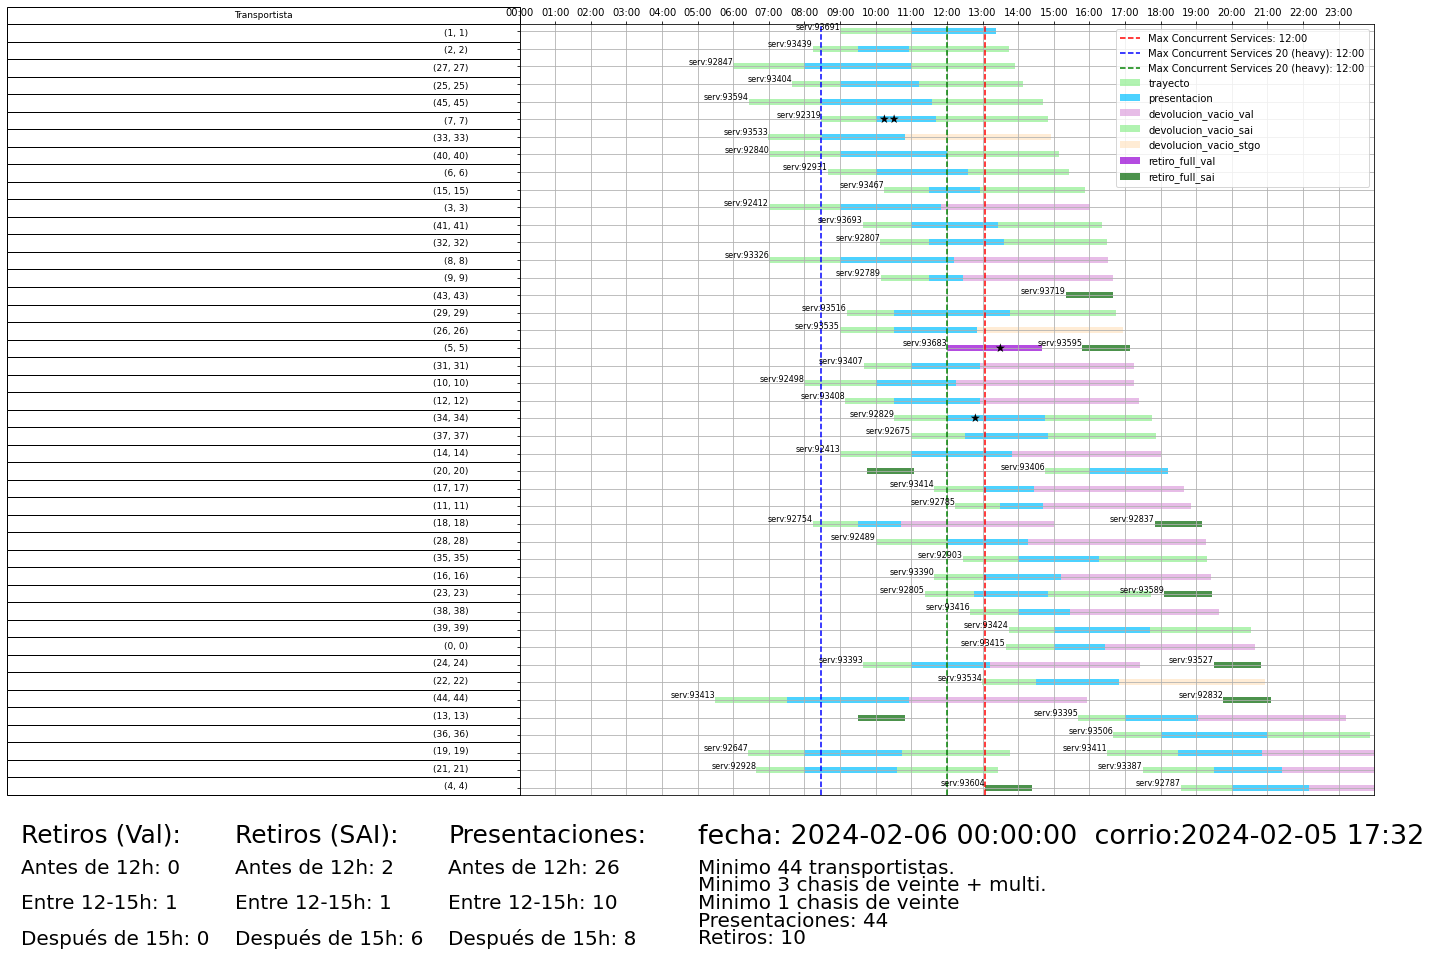 Transportista
00:00 01:00 02:00 03:00 04:00 05:00 06:00 07:00 08:00 09:00 10:00 11:00 12:00 13:00 14:00 15:00 16:00 17:00 18:00 19:00 20:00 21:00 22:00 23:00
Max Concurrent Services: 12:00
Max Concurrent Services 20 (heavy): 12:00
Max Concurrent Services 20 (heavy): 12:00
trayecto
presentacion
devolucion_vacio_val
devolucion_vacio_sai
devolucion_vacio_stgo
retiro_full_val
retiro_full_sai
(1, 1) serv:93691
(2, 2) serv:93439
(27, 27) serv:92847
(25, 25) serv:93404
(45, 45) serv:93594
(7, 7) serv:92319
(33, 33) serv:93533
(40, 40) serv:92840
(6, 6) serv:92931
(15, 15) serv:93467
(3, 3) serv:92412
(41, 41) serv:93693
(32, 32) serv:92807
(8, 8) serv:93326
(9, 9) serv:92789
(43, 43) serv:93719
(29, 29) serv:93516
(26, 26) serv:93535
(5, 5) serv:93683 serv:93595
(31, 31) serv:93407
(10, 10) serv:92498
(12, 12) serv:93408
(34, 34) serv:92829
(37, 37) serv:92675
(14, 14) serv:92413
(20, 20) serv:93406
(17, 17) serv:93414
(11, 11) serv:92785
(18, 18) serv:92754 serv:92837
(28, 28) serv:92489
(35, 35) serv:92903
(16, 16) serv:93390
(23, 23) serv:92805 serv:93589
(38, 38) serv:93416
(39, 39) serv:93424
(0, 0) serv:93415
(24, 24) serv:93393 serv:93527
(22, 22) serv:93534
(44, 44) serv:93413 serv:92832
(13, 13) serv:93395
(36, 36) serv:93506
(19, 19) serv:92647 serv:93411
(21, 21) serv:92928 serv:93387
(4, 4) serv:93604 serv:92787
Retiros (Val):
Antes de 12h: 0
Entre 12-15h: 1
Después de 15h: 0
Retiros (SAI):
Antes de 12h: 2
Entre 12-15h: 1
Después de 15h: 6
Presentaciones:
Antes de 12h: 26
Entre 12-15h: 10
Después de 15h: 8
fecha: 2024-02-06 00:00:00 corrio:2024-02-05 17:32
Minimo 44 transportistas.
Minimo 3 chasis de veinte + multi.
Minimo 1 chasis de veinte
Presentaciones: 44
Retiros: 10